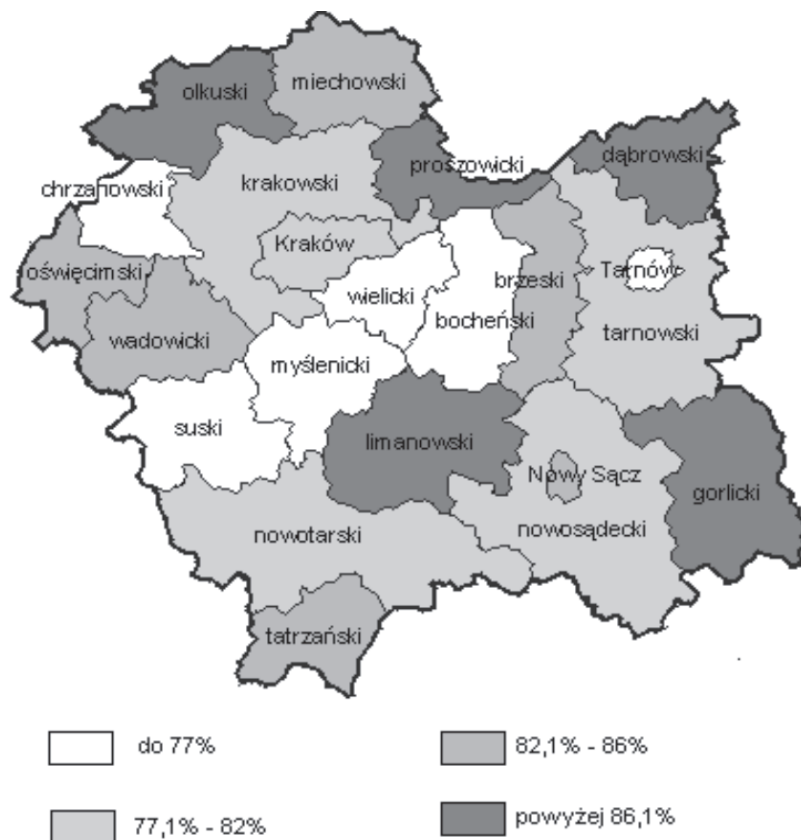 miechowski
olkuski
dąbrowski
proszowicki
chrzanowski
krakowski
Kraków
oświęcimski
Tarnów
wielicki
brzeski
bocheński
tarnowski
wadowicki
myślenicki
suski
limanowski
Nowy Sącz
gorlicki
nowotarski
nowosądecki
tatrzański
do 77%
82,1% - 86%
77,1% - 82%
powyżej 86,1%